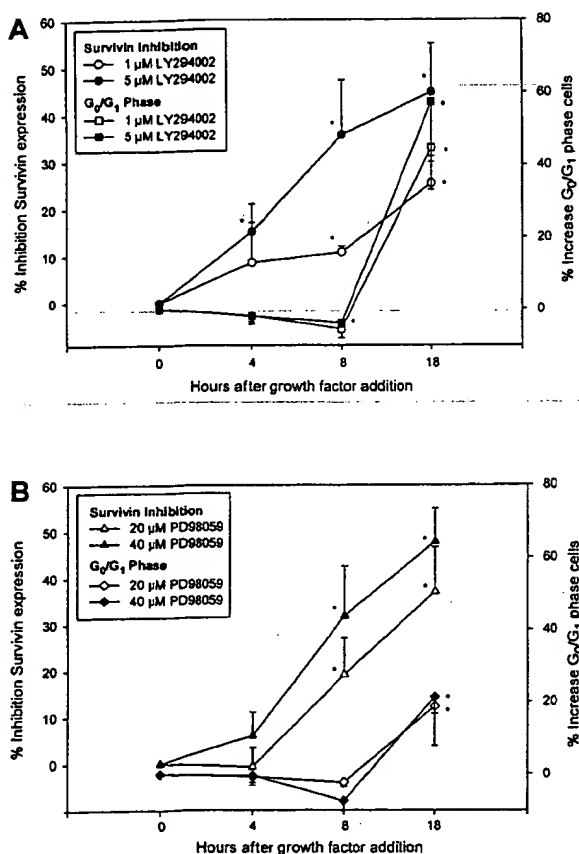 A
Survivin Inhibition
1 µM LY294002
5 µM LY294002
G0/G1 Phase
1 µM LY294002
5 µM LY294002
% Inhibition Survivin expression
60
50
40
30
20
10
0
% Increase G0/G1 phase cells
80
60
40
20
0
0 4 8 18
Hours after growth factor addition
B
Survivin Inhibition
20 µM PD98059
40 µM PD98059
G0/G1 Phase
20 µM PD98059
40 µM PD98059
% Inhibition Survivin expression
60
50
40
30
20
10
0
% Increase G0/G1 phase cells
80
60
40
20
0
0 4 8 18
Hours after growth factor addition